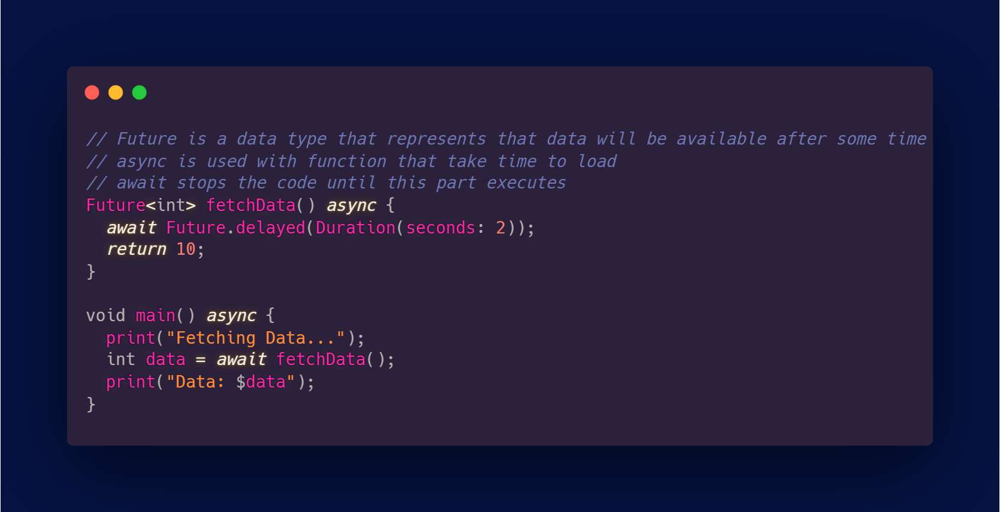 // Future is a data type that represents that data will be available after some time
// async is used with function that take time to load
// await stops the code until this part executes
Future<int> fetchData() async {
  await Future.delayed(Duration(seconds: 2));
  return 10;
}

void main() async {
  print("Fetching Data...");
  int data = await fetchData();
  print("Data: $data");
}